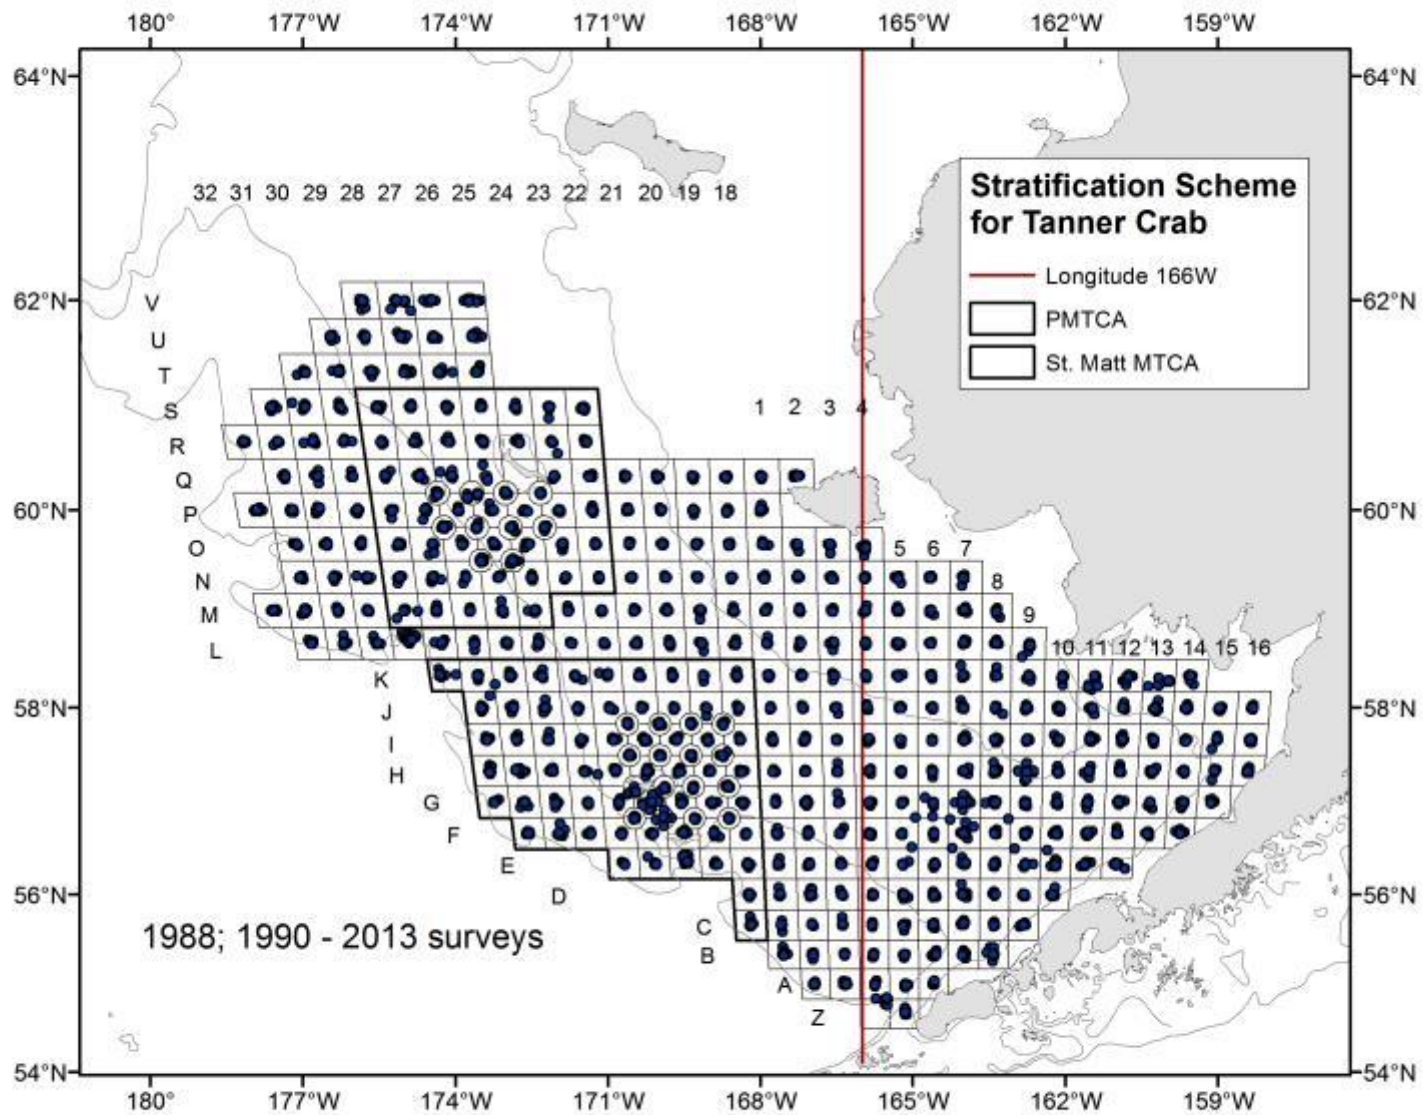 180° 177°W 174°W 171°W 168°W 165°W 162°W 159°W
64°N 64°N
32 31 30 29 28 27 26 25 24 23 22 21 20 19 18
Stratification Scheme
for Tanner Crab
Longitude 166W
PMTCA
St. Matt MTCA
62°N 62°N
V
U
T
S
1 2 3 4
R
Q
P
60°N 60°N
O
5 6 7
N
8
M
9
L
10 11 12 13 14 15 16
K
J
58°N 58°N
I
H
G
F
E
D
56°N 56°N
C
B
1988; 1990 - 2013 surveys
A
Z
54°N 54°N
180° 177°W 174°W 171°W 168°W 165°W 162°W 159°W